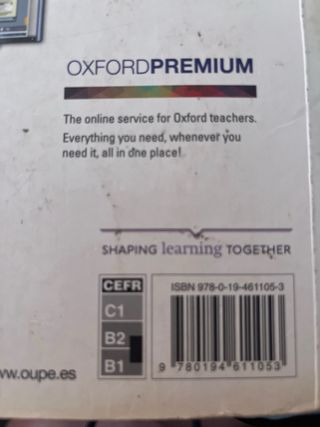 OXFORDPREMIUM
The online service for Oxford teachers.
Everything you need, whenever you
need it, all in one place!
SHAPING learning TOGETHER
CEFR
C1
B2
B1
ISBN 978-0-19-461105-3
9 780194 611053
www.oupe.es